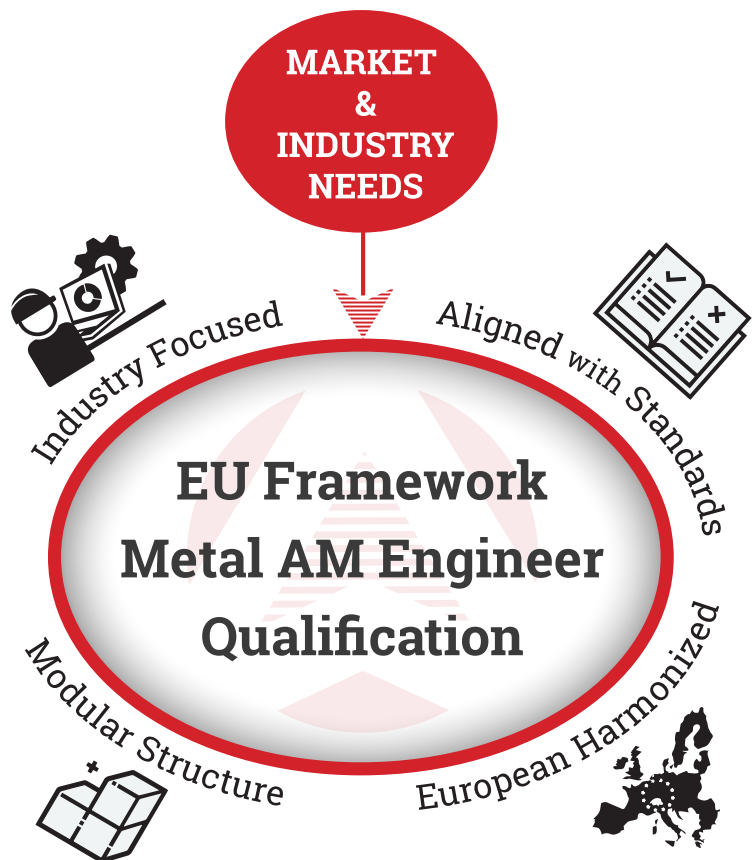 MARKET
&
INDUSTRY
NEEDS
Industry Focused
Aligned with Standards
EU Framework
Metal AM Engineer
Qualification
Modular Structure
European Harmonized